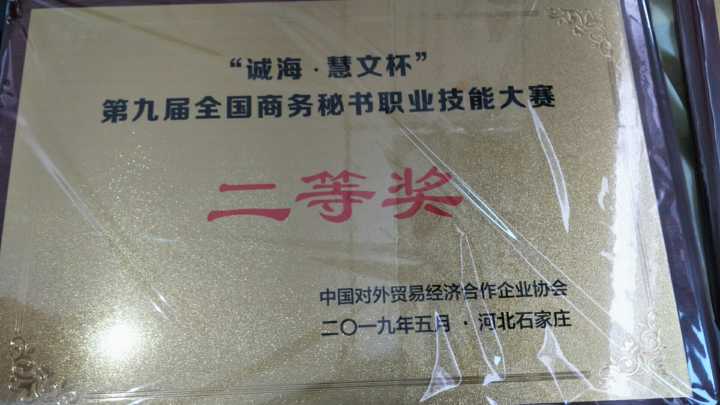 “诚海·慧文杯”
第九届全国商务秘书职业技能大赛
二等奖
中国对外贸易经济合作企业协会
二〇一九年五月·河北石家庄